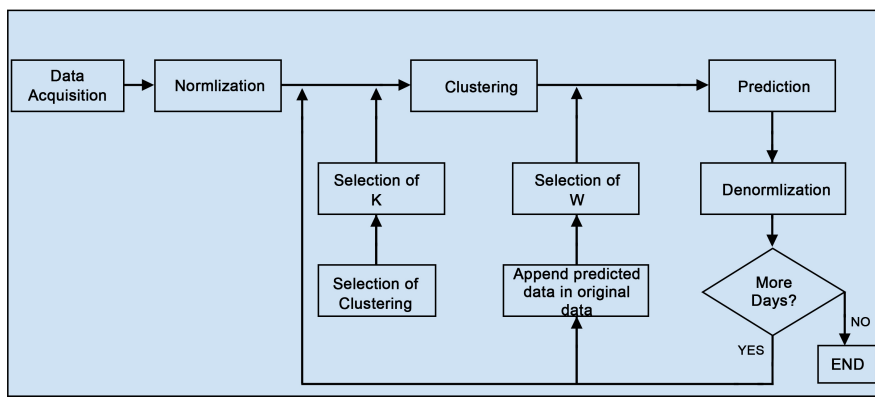 Data
Acquisition
Normlization
Clustering
Prediction
Selection of
K
Selection of
W
Denormlization
Selection of
Clustering
Append predicted
data in original
data
More
Days?
YES
NO
END